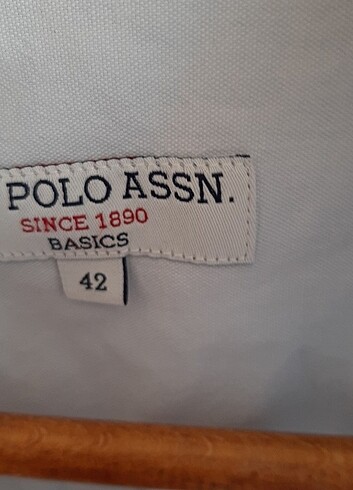 POLO ASSN.
SINCE 1890
BASICS
42